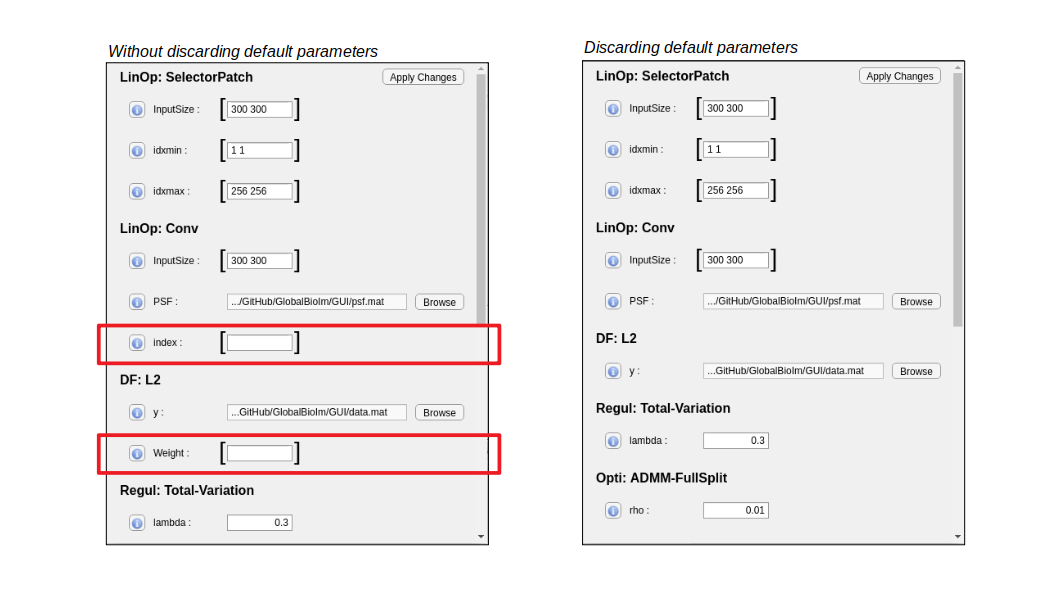 Without discarding default parameters
LinOp: SelectorPatch
Apply Changes
InputSize :
[300 300]
idxmin :
[1 1]
idxmax :
[256 256]
LinOp: Conv
InputSize :
[300 300]
PSF :
.../GitHub/GlobalBioIm/GUI/psf.mat
Browse
index :
[ ]
DF: L2
y :
...GitHub/GlobalBioIm/GUI/data.mat
Browse
Weight :
[ ]
Regul: Total-Variation
lambda :
0.3
Discarding default parameters
LinOp: SelectorPatch
Apply Changes
InputSize :
[300 300]
idxmin :
[1 1]
idxmax :
[256 256]
LinOp: Conv
InputSize :
[300 300]
PSF :
.../GitHub/GlobalBioIm/GUI/psf.mat
Browse
DF: L2
y :
...GitHub/GlobalBioIm/GUI/data.mat
Browse
Regul: Total-Variation
lambda :
0.3
Opti: ADMM-FullSplit
rho :
0.01